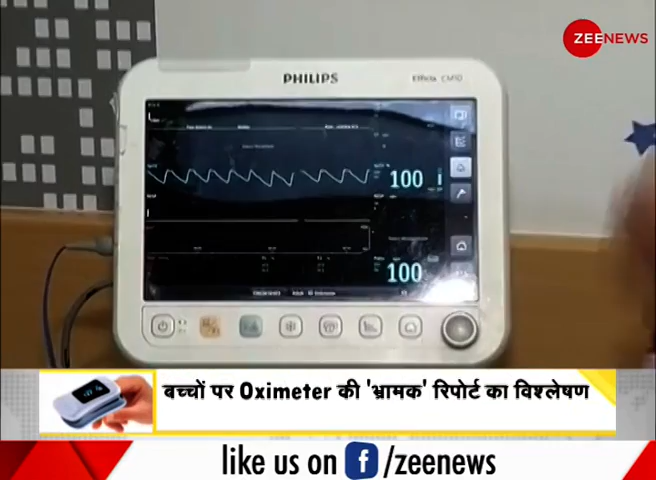 ZEENEWS
PHILIPS
Efficia CM10
100
100
बच्चों पर Oximeter की 'भ्रामक' रिपोर्ट का विश्लेषण
like us on f/zeenews